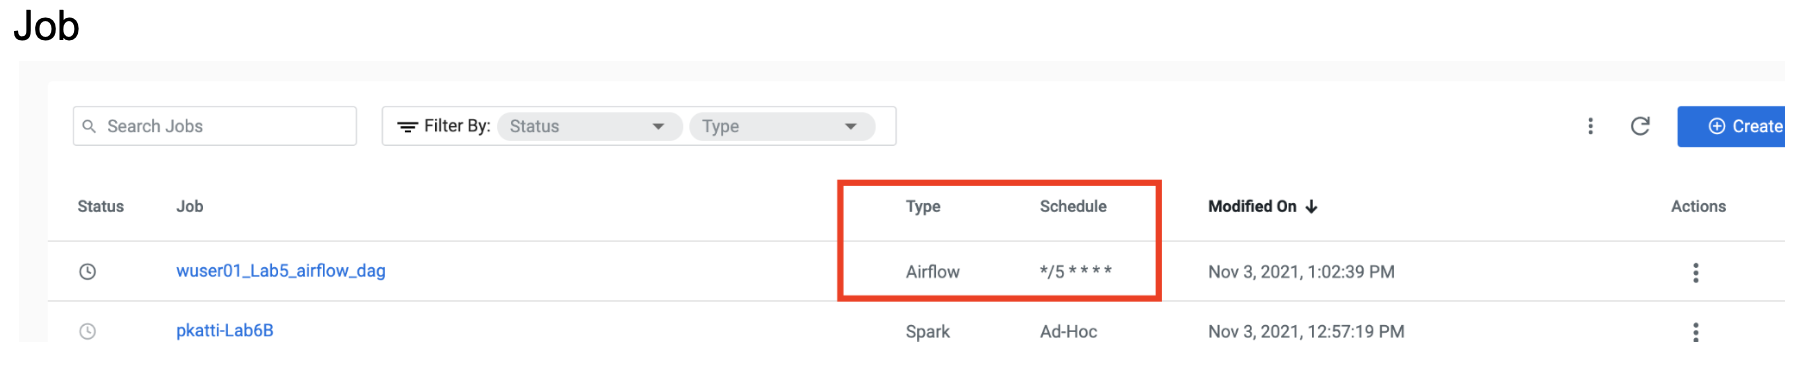 Job
Search Jobs Filter By: Status Type Create
Status Job Type Schedule Modified On Actions
wuser01_Lab5_airflow_dag Airflow */5 * * * * Nov 3, 2021, 1:02:39 PM
pkatti-Lab6B Spark Ad-Hoc Nov 3, 2021, 12:57:19 PM